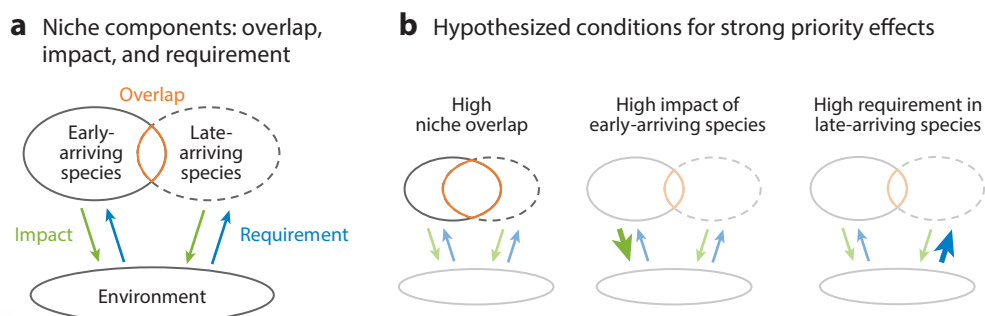 a Niche components: overlap,
impact, and requirement
Overlap
Early-
arriving
species
Late-
arriving
species
Impact
Requirement
Environment
b Hypothesized conditions for strong priority effects
High
niche overlap
High impact of
early-arriving species
High requirement in
late-arriving species